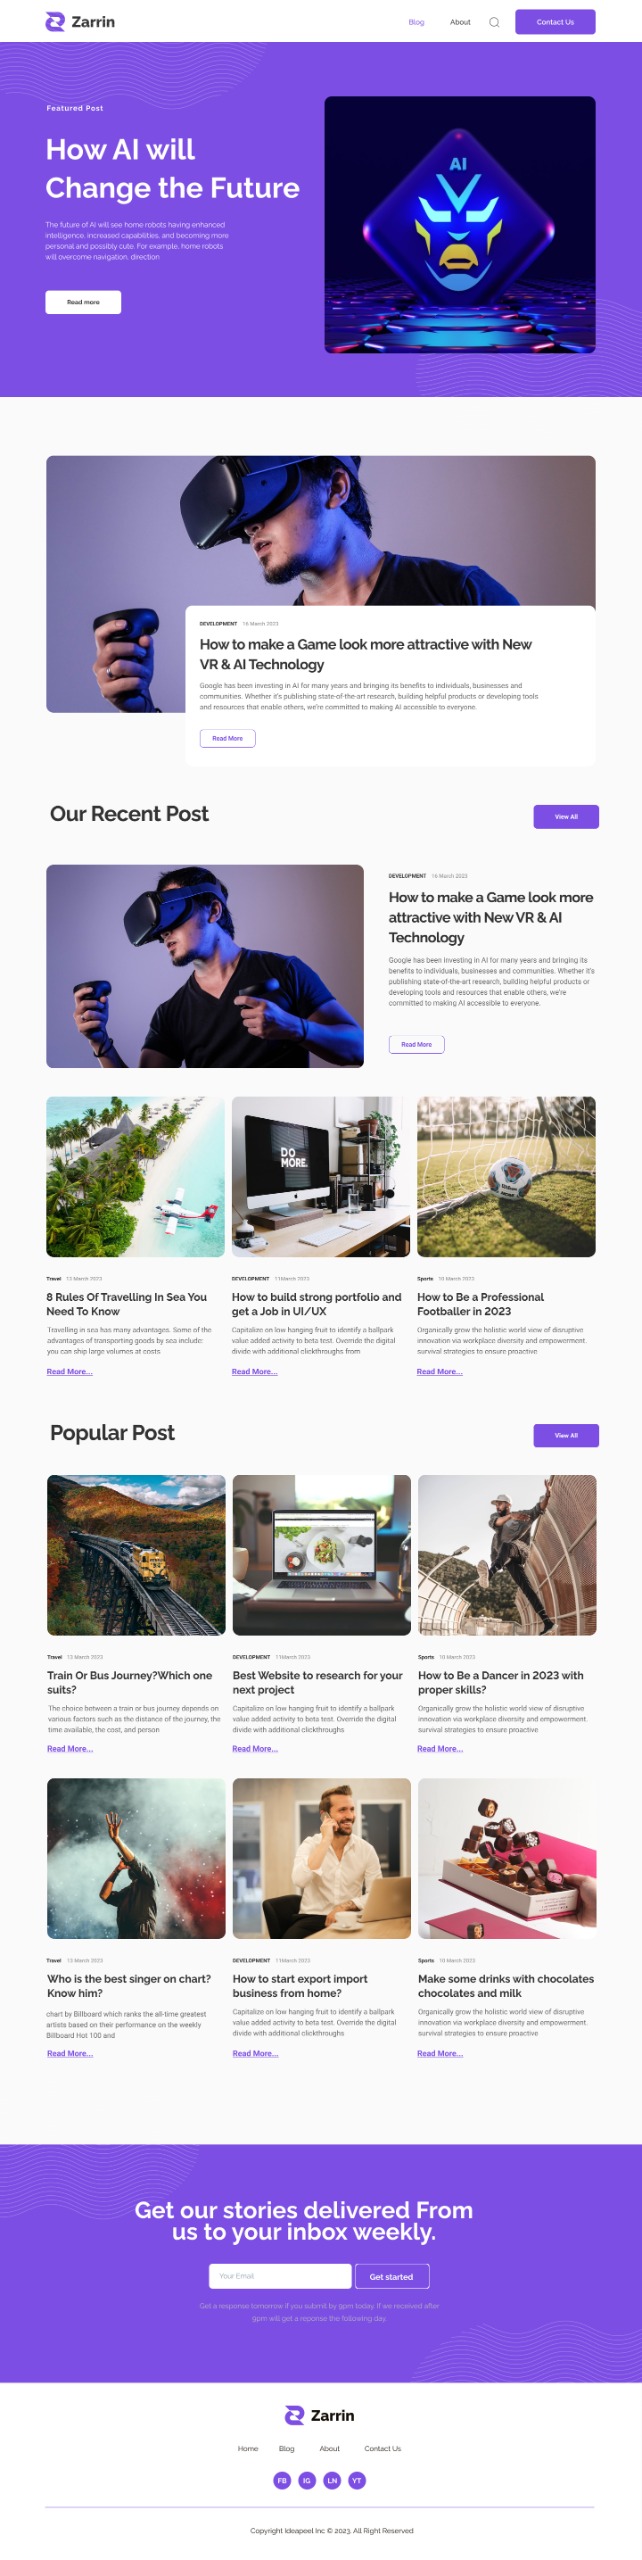 Zarrin
Blog
About
Contact Us
Featured Post
How AI will
Change the Future
The future of AI will see home robots having enhanced
intelligence, increased capabilities, and becoming more
personal and possibly cute. For example, home robots
will overcome navigation, direction
Read more
AI
DEVELOPMENT 16 March 2023
How to make a Game look more attractive with New
VR & AI Technology
Google has been investing in AI for many years and bringing its benefits to individuals, businesses and
communities. Whether it's publishing state-of-the-art research, building helpful products or developing tools
and resources that enable others, we're committed to making AI accessible to everyone.
Read More
Our Recent Post
View All
DEVELOPMENT 16 March 2023
How to make a Game look more
attractive with New VR & AI
Technology
Google has been investing in AI for many years and bringing its
benefits to individuals, businesses and communities. Whether it's
publishing state-of-the-art research, building helpful products or
developing tools and resources that enable others, we're
committed to making AI accessible to everyone.
Read More
DO
MORE.
Travel 13 March 2023
8 Rules Of Travelling In Sea You
Need To Know
Travelling in sea has many advantages. Some of the
advantages of transporting goods by sea include:
you can ship large volumes at costs
Read More...
DEVELOPMENT 11March 2023
How to build strong portfolio and
get a Job in UI/UX
Capitalize on low hanging fruit to identify a ballpark
value added activity to beta test. Override the digital
divide with additional clickthroughs from
Read More...
Sports 10 March 2023
How to Be a Professional
Footballer in 2023
Organically grow the holistic world view of disruptive
innovation via workplace diversity and empowerment.
survival strategies to ensure proactive
Read More...
Popular Post
View All
Travel 13 March 2023
Train Or Bus Journey?Which one
suits?
The choice between a train or bus journey depends on
various factors such as the distance of the journey, the
time available, the cost, and person
Read More...
DEVELOPMENT 11March 2023
Best Website to research for your
next project
Capitalize on low hanging fruit to identify a ballpark
value added activity to beta test. Override the digital
divide with additional clickthroughs
Read More...
Sports 10 March 2023
How to Be a Dancer in 2023 with
proper skills?
Organically grow the holistic world view of disruptive
innovation via workplace diversity and empowerment.
survival strategies to ensure proactive
Read More...
Travel 13 March 2023
Who is the best singer on chart?
Know him?
chart by Billboard which ranks the all-time greatest
artists based on their performance on the weekly
Billboard Hot 100 and
Read More...
DEVELOPMENT 11March 2023
How to start export import
business from home?
Capitalize on low hanging fruit to identify a ballpark
value added activity to beta test. Override the digital
divide with additional clickthroughs
Read More...
Sports 10 March 2023
Make some drinks with chocolates
chocolates and milk
Organically grow the holistic world view of disruptive
innovation via workplace diversity and empowerment.
survival strategies to ensure proactive
Read More...
Get our stories delivered From
us to your inbox weekly.
Your Email
Get started
Get a response tomorrow if you submit by 9pm today. If we received after
9pm will get a reponse the following day.
Zarrin
Home
Blog
About
Contact Us
FB
IG
LN
YT
Copyright Ideapeel Inc © 2023. All Right Reserved